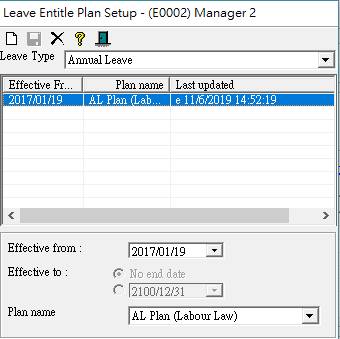 Leave Entitle Plan Setup - (E0002) Manager 2
Leave Type Annual Leave
Effective Fr... Plan name Last updated
2017/01/19 AL Plan (Lab... e 11/6/2019 14:52:19
Effective from : 2017/01/19
Effective to : No end date
2100/12/31
Plan name AL Plan (Labour Law)